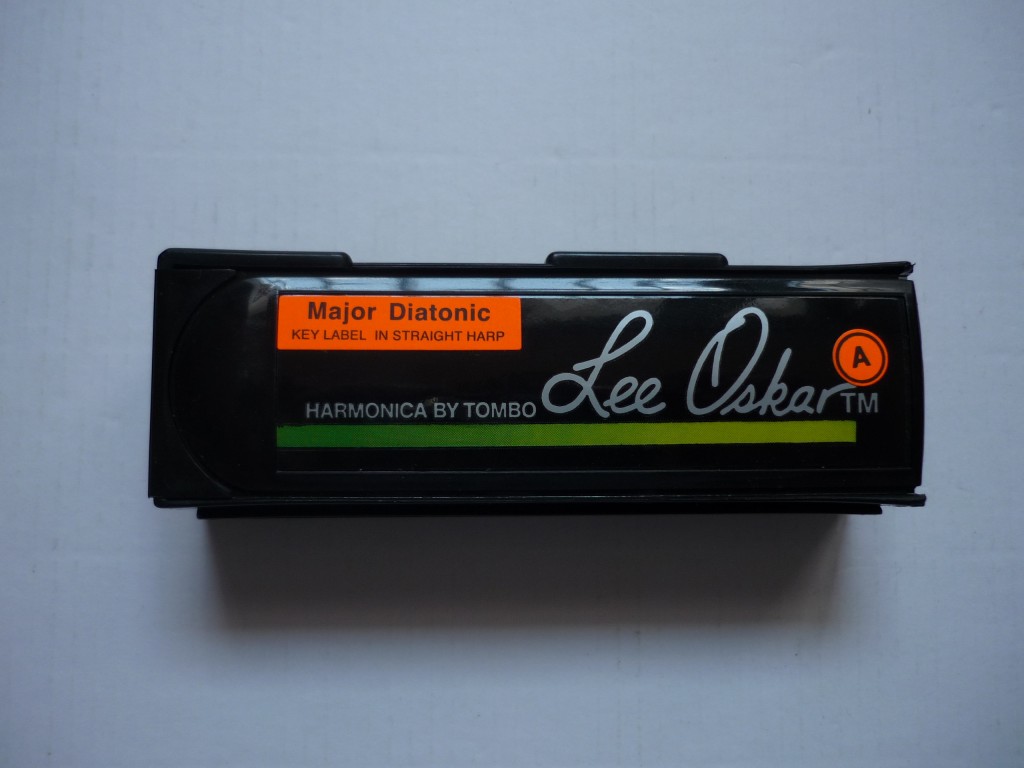 Major Diatonic
KEY LABEL IN STRAIGHT HARP
A
HARMONICA BY TOMBO Lee Oskar TM